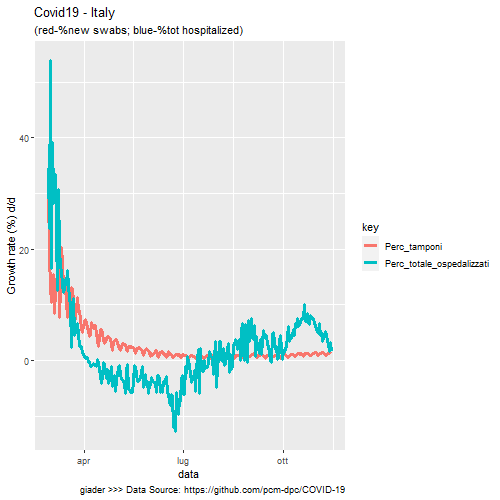 Covid19 - Italy
(red-%new swabs; blue-%tot hospitalized)
Growth rate (%) d/d
40
20
0
apr
lug
ott
data
key
Perc_tamponi
Perc_totale_ospedalizzati
giader >>> Data Source: https://github.com/pcm-dpc/COVID-19